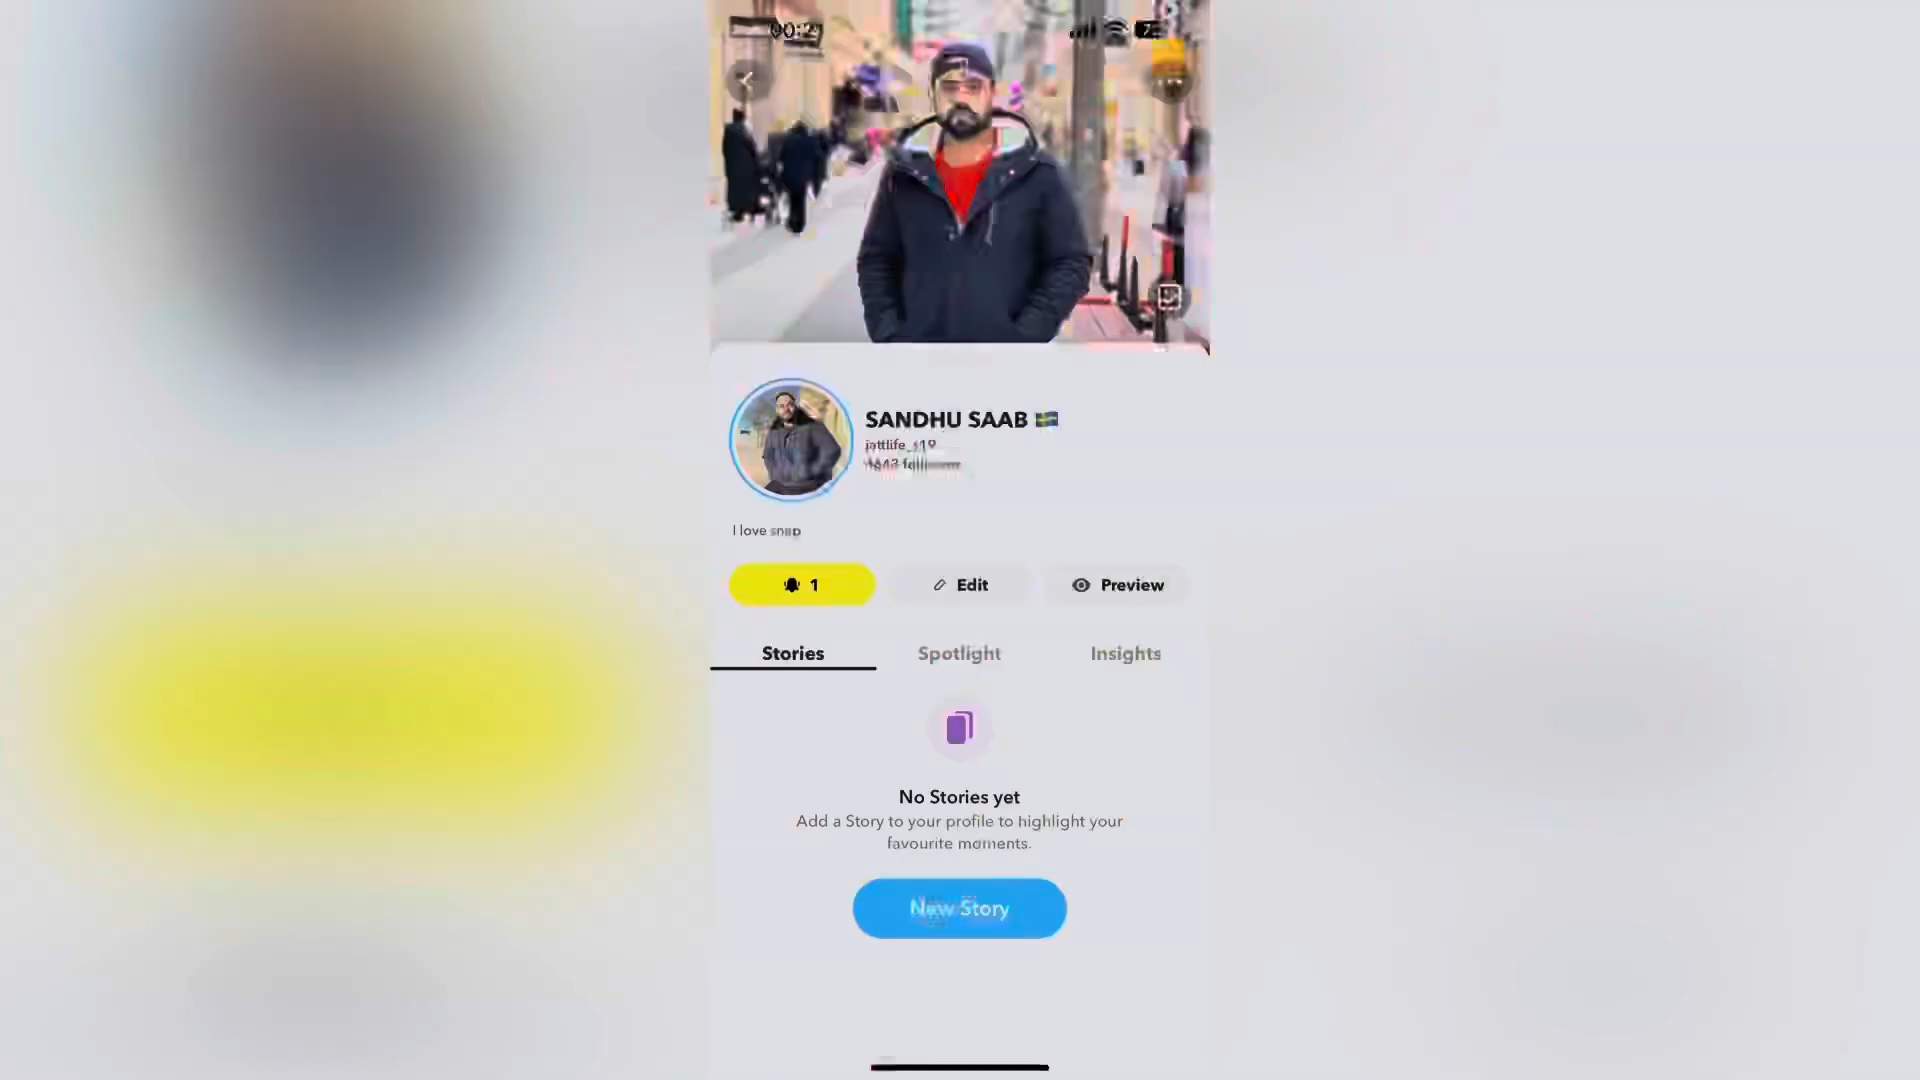 SANDHU SAAB 🇸🇪
I love snap
1
Edit
Preview
Stories
Spotlight
Insights
No Stories yet
Add a Story to your profile to highlight your
favourite moments.
New Story